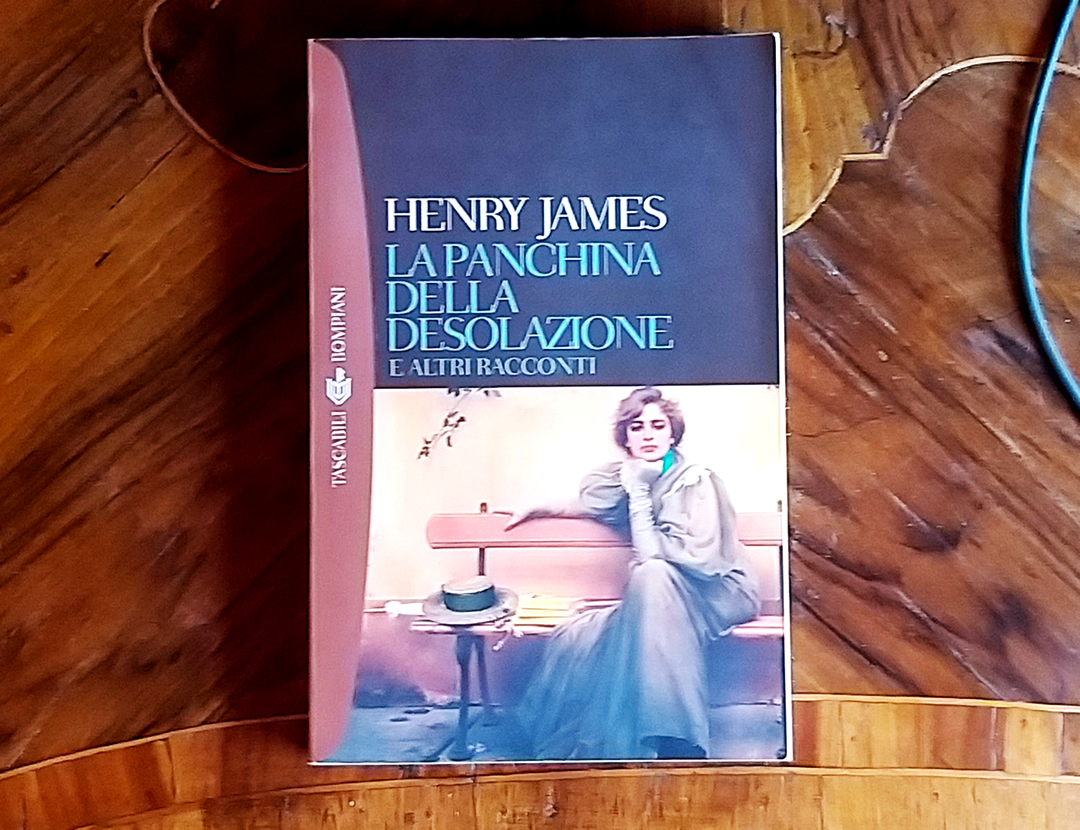 HENRY JAMES
LA PANCHINA
DELLA
DESOLAZIONE
E ALTRI RACCONTI
TASCABILI BOMPIANI